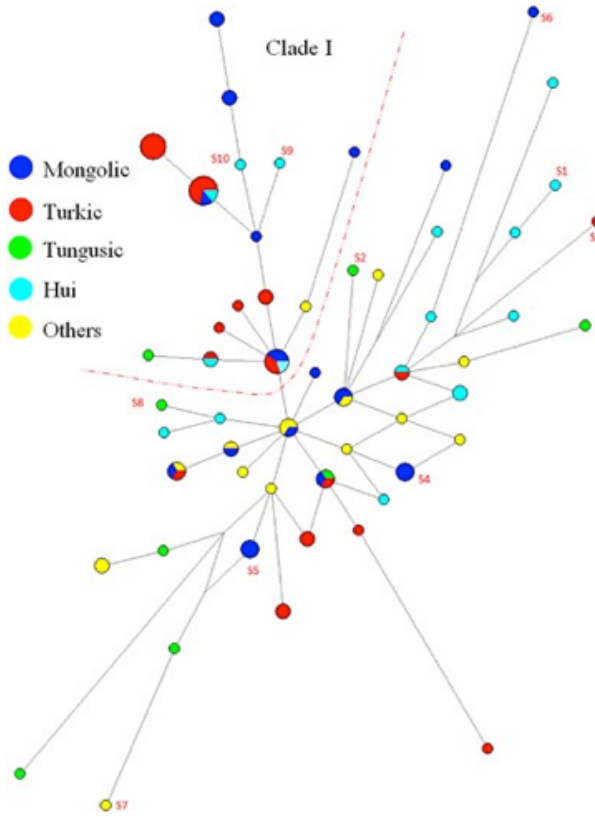 Clade I
S6
S9
S10
Mongolic
S1
Turkic
S
Tungusic
S2
Hui
Others
S8
S4
S5
S7